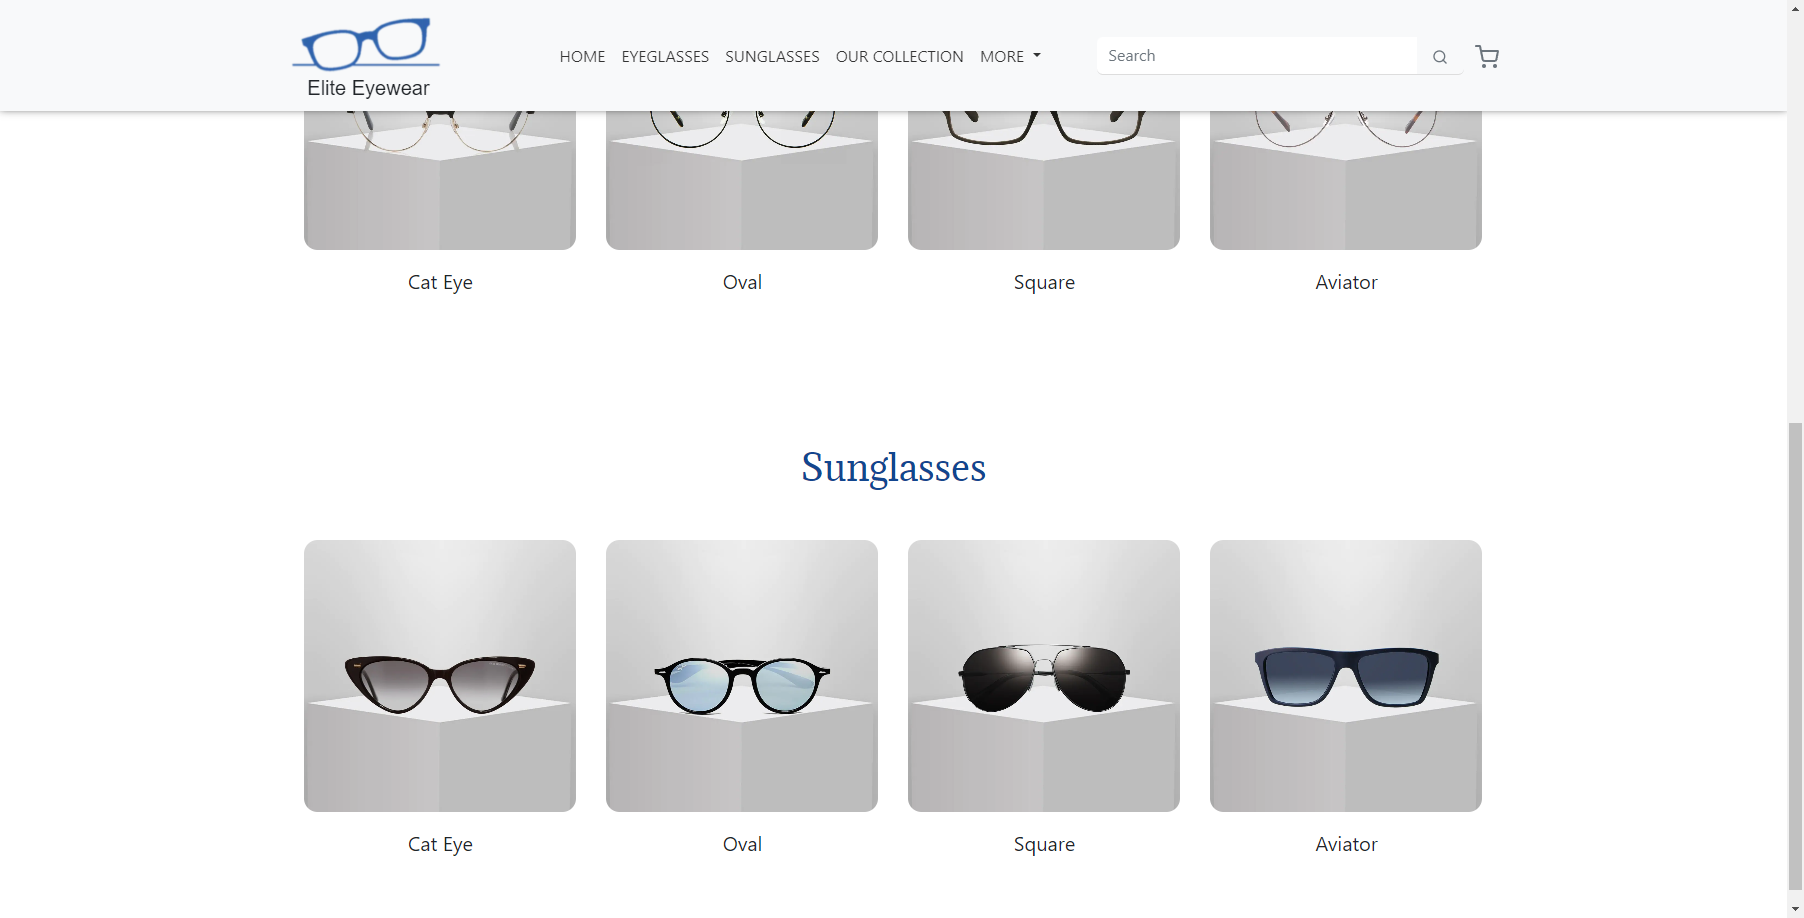 Elite Eyewear
HOME EYEGLASSES SUNGLASSES OUR COLLECTION MORE
Search
Cat Eye Oval Square Aviator
Sunglasses
Cat Eye Oval Square Aviator